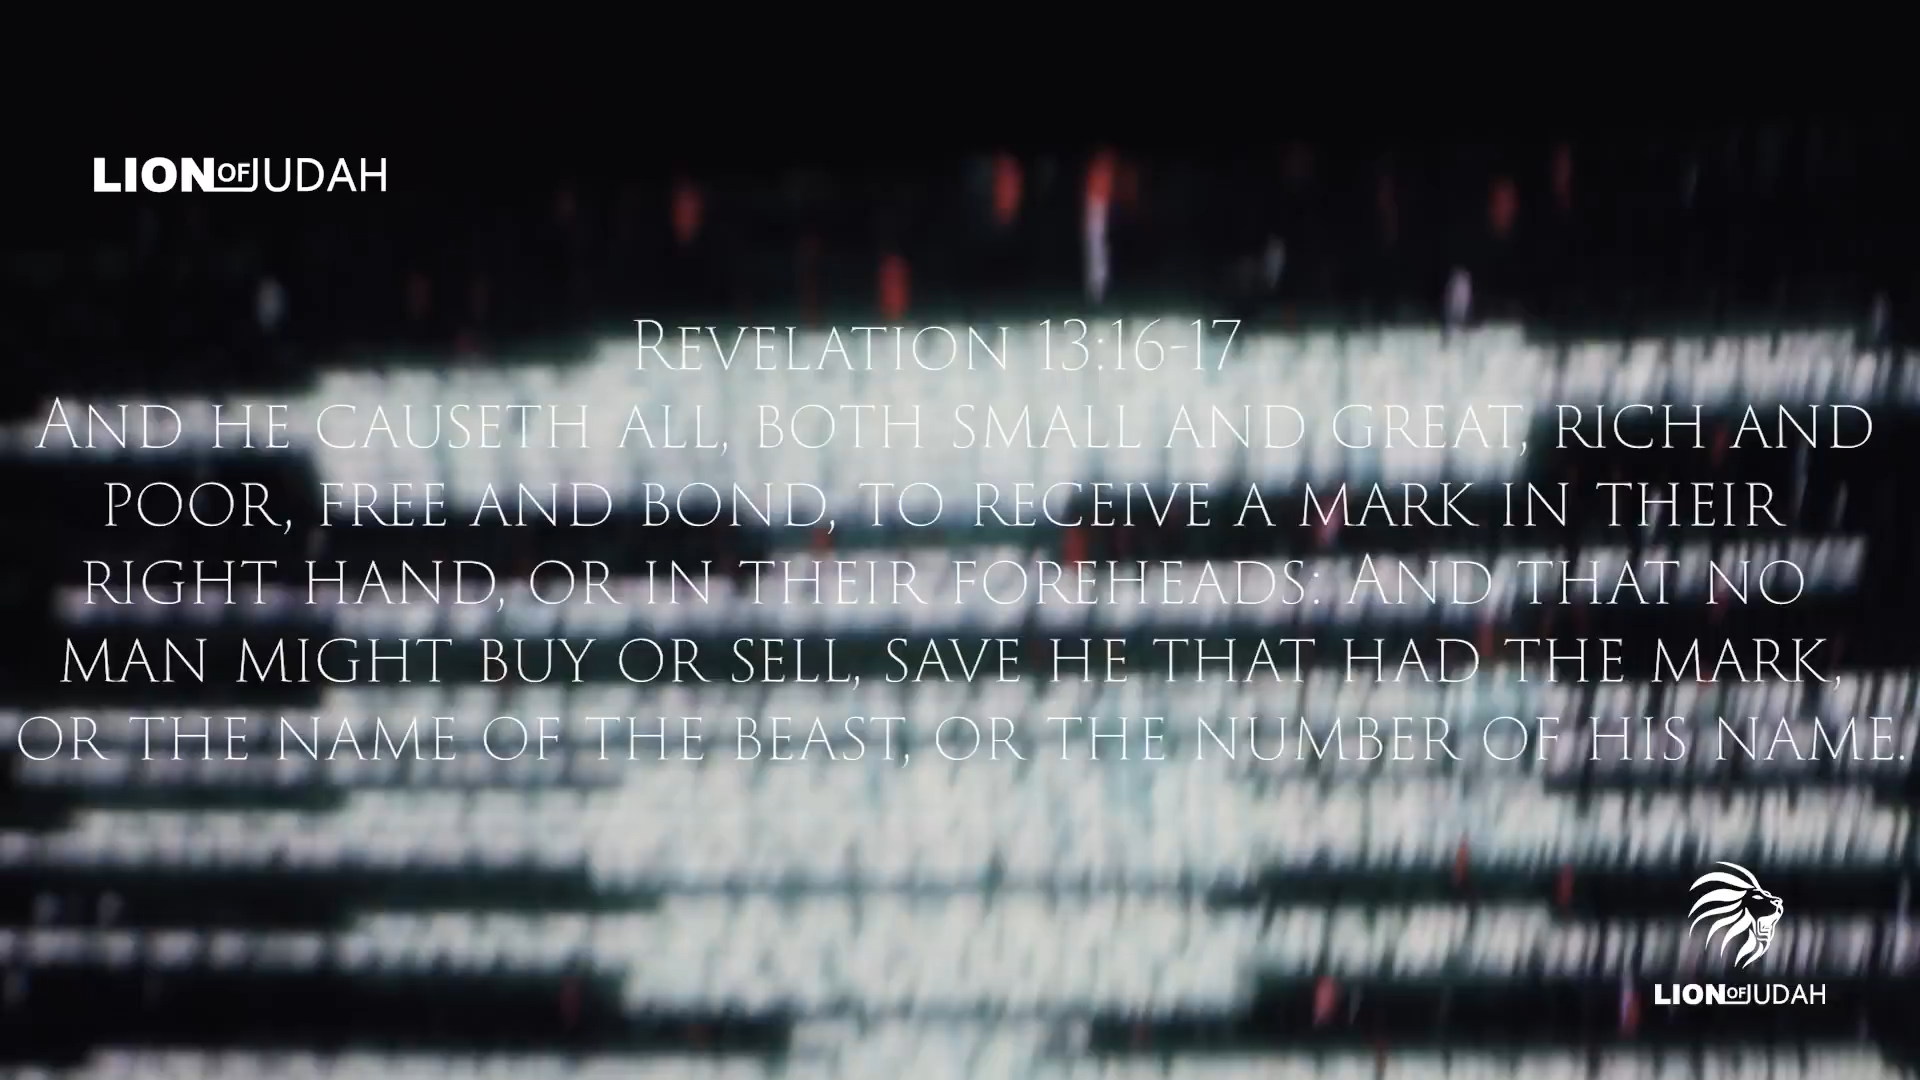 LION OF JUDAH
Revelation 13:16-17
And he causeth all, both small and great, rich and
poor, free and bond, to receive a mark in their
right hand, or in their foreheads: And that no
man might buy or sell, save he that had the mark,
or the name of the beast, or the number of his name.
LION OF JUDAH